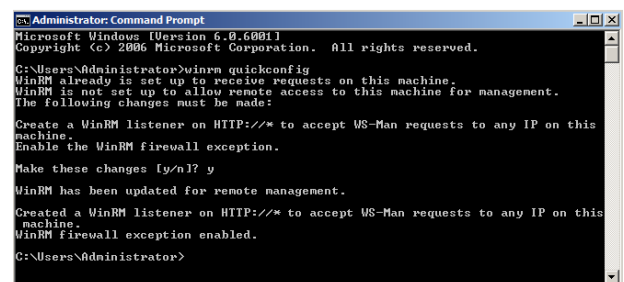 Administrator: Command Prompt
Microsoft Windows [Version 6.0.6001]
Copyright (c) 2006 Microsoft Corporation.  All rights reserved.
C:\Users\Administrator>winrm quickconfig
WinRM already is set up to receive requests on this machine.
WinRM is not set up to allow remote access to this machine for management.
The following changes must be made:
Create a WinRM listener on HTTP://* to accept WS-Man requests to any IP on this
machine.
Enable the WinRM firewall exception.
Make these changes [y/n]? y
WinRM has been updated for remote management.
Created a WinRM listener on HTTP://* to accept WS-Man requests to any IP on this
 machine.
WinRM firewall exception enabled.
C:\Users\Administrator>